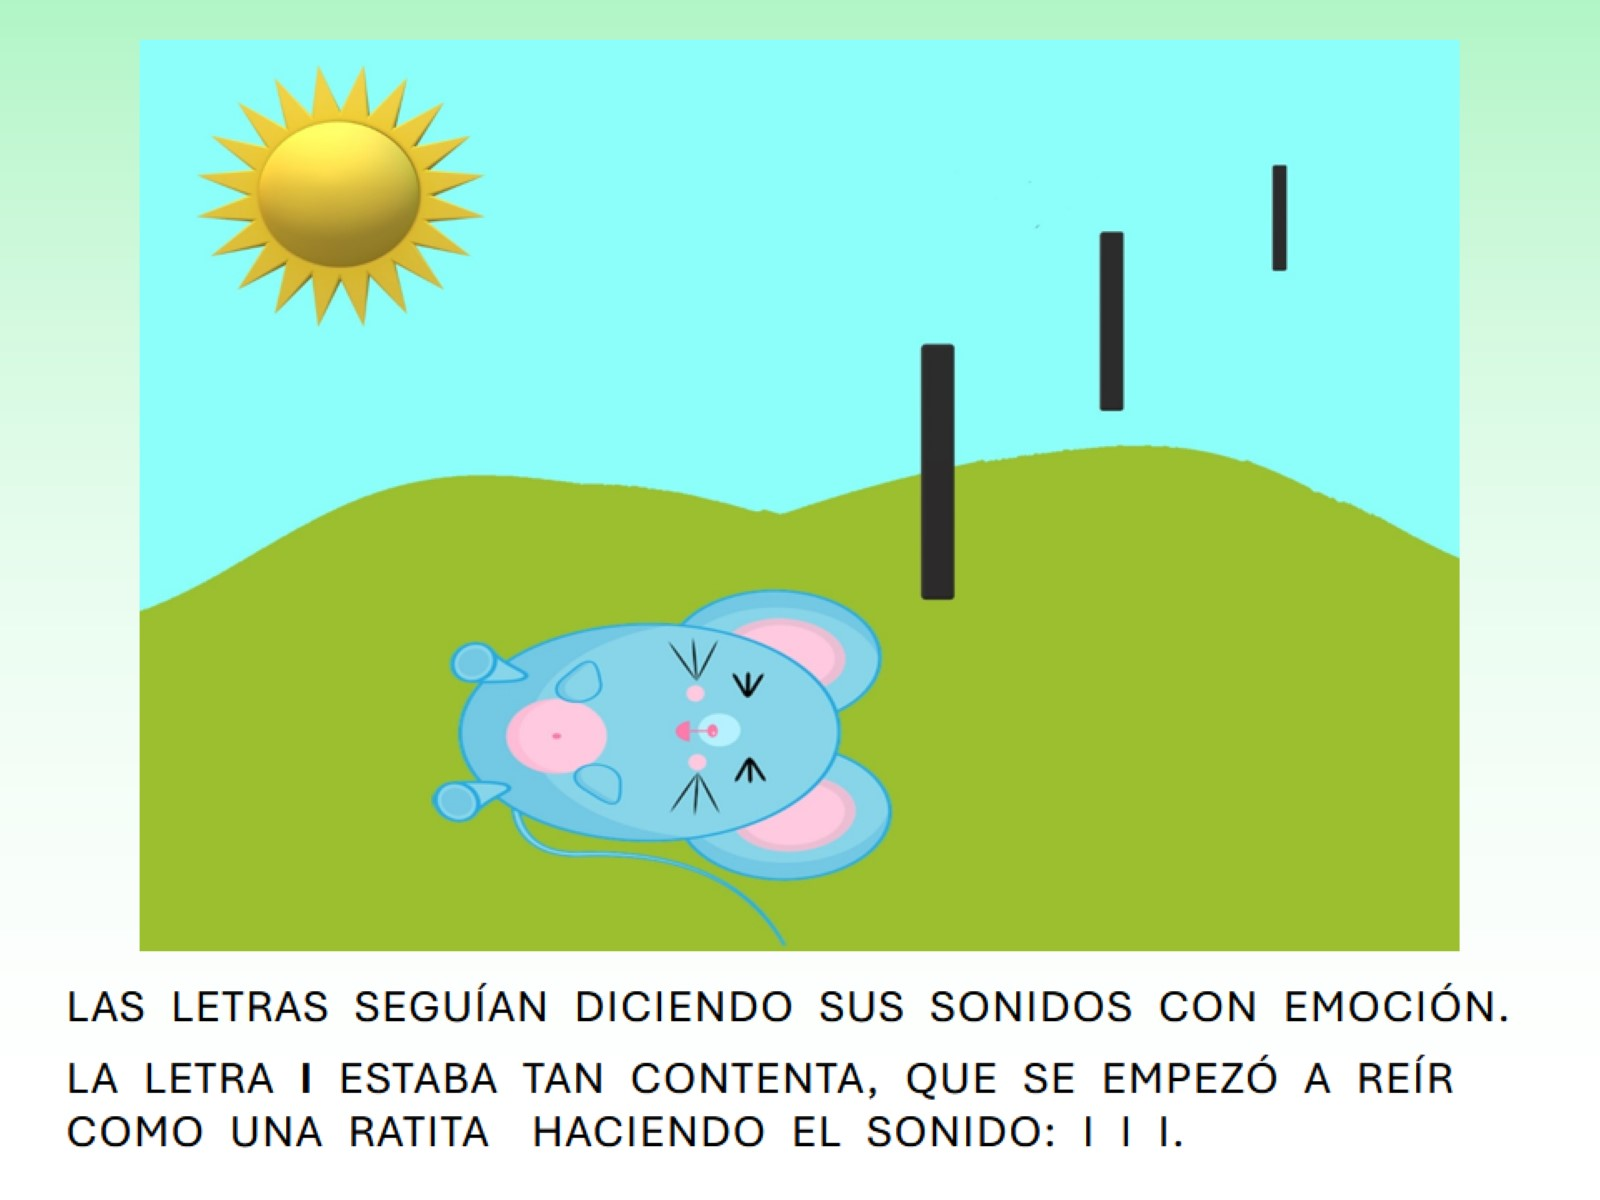 LAS LETRAS SEGUÍAN DICIENDO SUS SONIDOS CON EMOCIÓN.
LA LETRA I ESTABA TAN CONTENTA, QUE SE EMPEZÓ A REÍR
COMO UNA RATITA HACIENDO EL SONIDO: I I I.